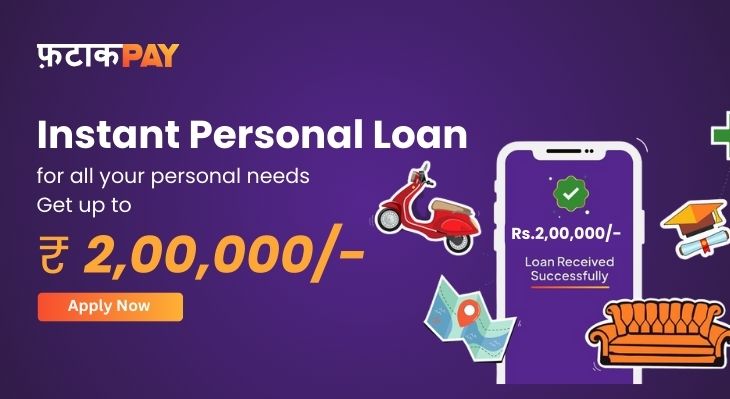 फ़टाकPAY
Instant Personal Loan
for all your personal needs
Get up to
₹ 2,00,000/-
Apply Now
Rs.2,00,000/-
Loan Received
Successfully